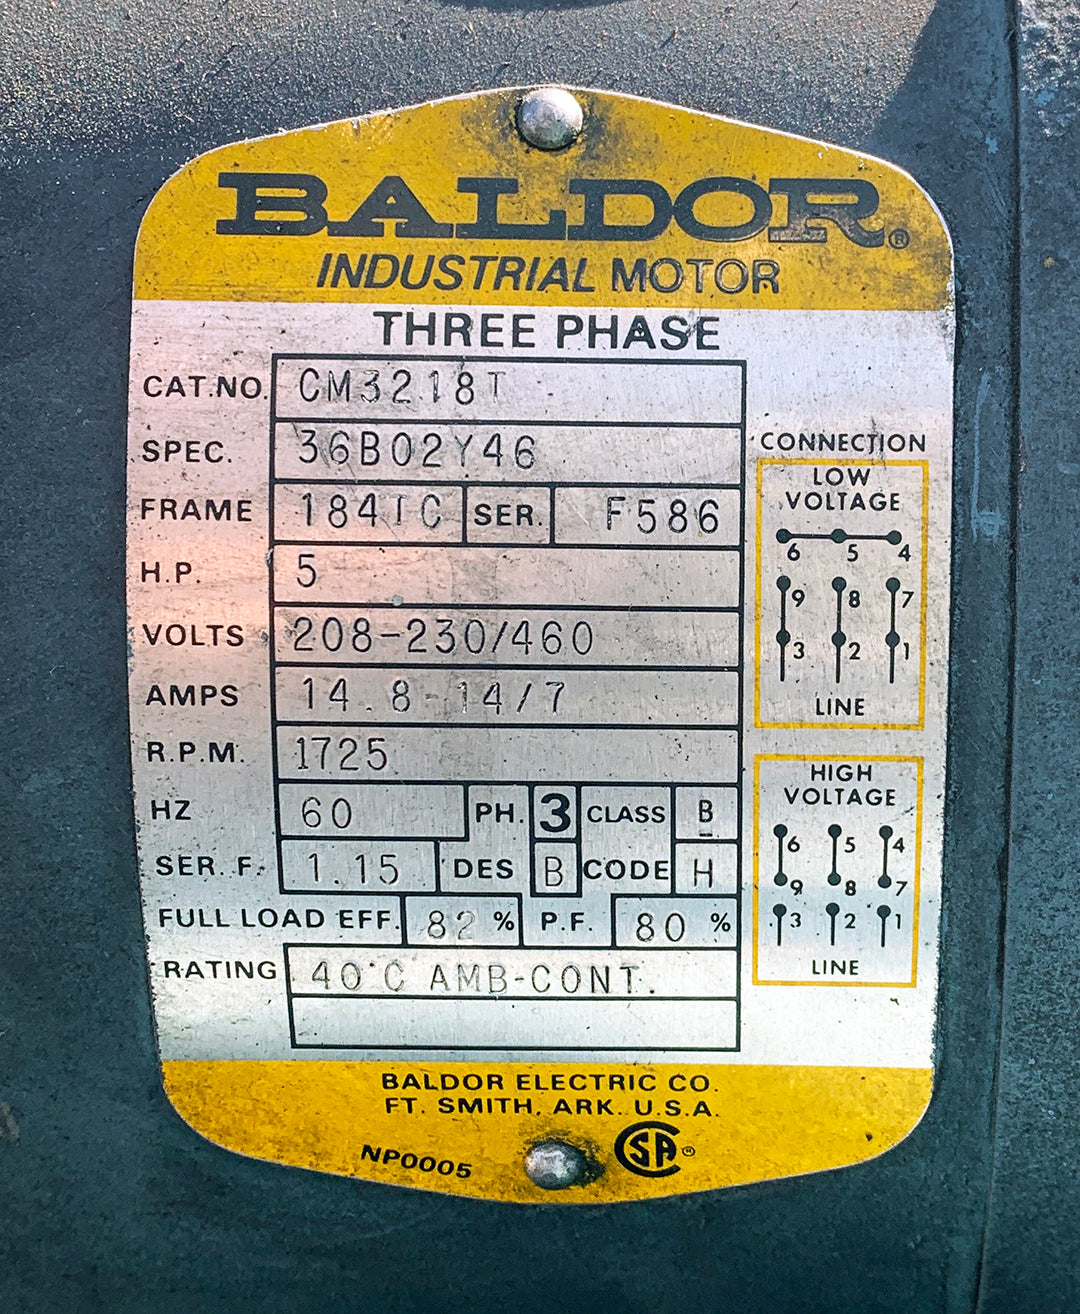 BALDOR®
INDUSTRIAL MOTOR
THREE PHASE
CAT.NO. CM3218T
SPEC. 36B02Y46
FRAME 184TC SER. F586
H.P. 5
VOLTS 208-230/460
AMPS 14.8-14/7
R.P.M. 1725
HZ 60 PH. 3 CLASS B
SER. F. 1.15 DES B CODE H
FULL LOAD EFF. 82 % P.F. 80 %
RATING 40°C AMB-CONT.
CONNECTION
LOW
VOLTAGE
6 5 4
9 8 7
3 2 1
LINE
HIGH
VOLTAGE
6 5 4
9 8 7
3 2 1
LINE
BALDOR ELECTRIC CO.
FT. SMITH, ARK. U.S.A.
NP0005
SA®